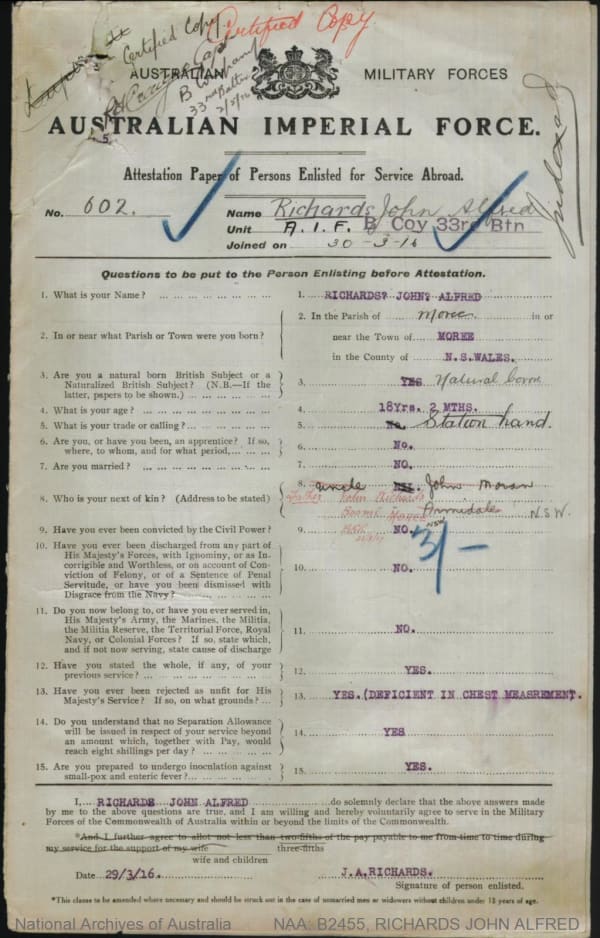 Certified Copy
Certified Copy
Capt
B Company
33rd Battn
2/5/16
Indexed
AUSTRALIAN MILITARY FORCES
AUSTRALIAN IMPERIAL FORCE.
5
Attestation Paper of Persons Enlisted for Service Abroad.
No. 602. Name Richards John Alfred
Unit A.I.F. B Coy 33rd Btn
Joined on 30-3-16
Questions to be put to the Person Enlisting before Attestation.
1. What is your Name? 1. RICHARDS? JOHN? ALFRED
2. In or near what Parish or Town were you born? 2. In the Parish of Moree in or
near the Town of MOREE
in the County of N.S.WALES.
3. Are you a natural born British Subject or a
Naturalized British Subject? (N.B.—If the
latter, papers to be shown.) 3. YES Natural born
4. What is your age? 4. 18Yrs. 2 MTHS.
5. What is your trade or calling? 5. No. Station hand.
6. Are you, or have you been, an apprentice? If so,
where, to whom, and for what period, 6. No.
7. Are you married? 7. NO.
8. Who is your next of kin? (Address to be stated) 8. uncle John Moran
Father John Richards Armidale N.S.W.
Moree
NSW
9. Have you ever been convicted by the Civil Power? 9. NO.
3/-
10. Have you ever been discharged from any part of
His Majesty's Forces, with Ignominy, or as In-
corrigible and Worthless, or on account of Con-
viction of Felony, or of a Sentence of Penal
Servitude, or have you been dismissed with
Disgrace from the Navy? 10. NO.
11. Do you now belong to, or have you ever served in,
His Majesty's Army, the Marines, the Militia,
the Militia Reserve, the Territorial Force, Royal
Navy, or Colonial Forces? If so, state which,
and if not now serving, state cause of discharge 11. NO.
12. Have you stated the whole, if any, of your
previous service? 12. YES.
13. Have you ever been rejected as unfit for His
Majesty's Service? If so, on what grounds? 13. YES.(DEFICIENT IN CHEST MEASREMENT.
14. Do you understand that no Separation Allowance
will be issued in respect of your service beyond
an amount which, together with Pay, would
reach eight shillings per day? 14. YES
15. Are you prepared to undergo inoculation against
small-pox and enteric fever? 15. YES.
I, RICHARDS JOHN ALFRED do solemnly declare that the above answers made
by me to the above questions are true, and I am willing and hereby voluntarily agree to serve in the Military
Forces of the Commonwealth of Australia within or beyond the limits of the Commonwealth.
*And I further agree to allot not less than two-fifths of the pay payable to me from time to time during
my service for the support of my wife three-fifths
wife and children
Date 29/3/16. J.A.RICHARDS.
Signature of person enlisted.
*This clause to be amended where necessary and should be struck out in the case of unmarried men or widowers without children under 18 years of age.
National Archives of Australia NAA: B2455, RICHARDS JOHN ALFRED